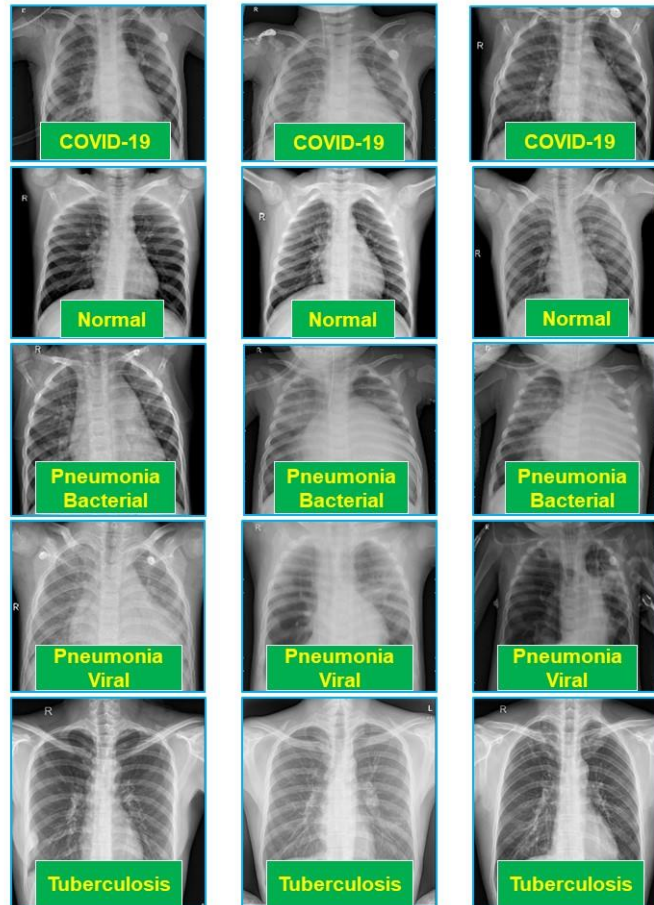 R
COVID-19
COVID-19
R
COVID-19
R
Normal
R
Normal
R
Normal
R
Pneumonia
Bacterial
R
Pneumonia
Bacterial
Pneumonia
Bacterial
R
Pneumonia
Viral
R
Pneumonia
Viral
Pneumonia
Viral
R
Tuberculosis
L
Tuberculosis
R
Tuberculosis